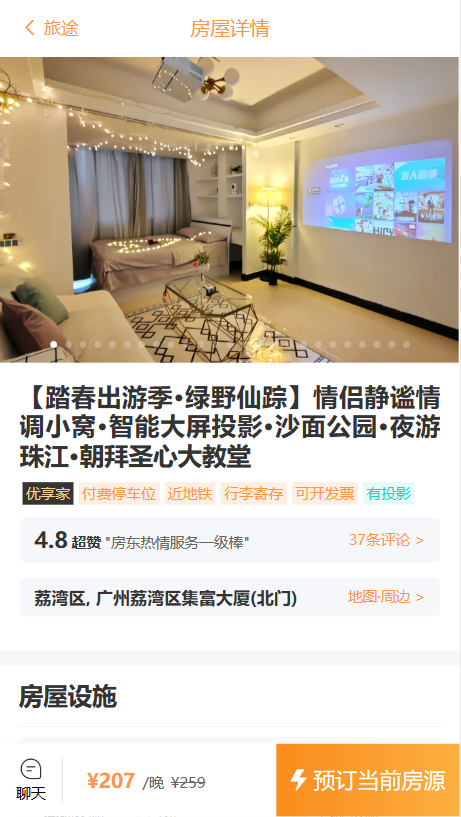 旅途
房屋详情
【踏春出游季•绿野仙踪】情侣静谧情
调小窝•智能大屏投影•沙面公园•夜游
珠江•朝拜圣心大教堂
优享家 付费停车位 近地铁 行李寄存 可开发票 有投影
4.8 超赞 "房东热情服务一级棒" 37条评论 >
荔湾区, 广州荔湾区集富大厦(北门) 地图·周边 >
房屋设施
聊天
¥207 /晚 ¥259
预订当前房源